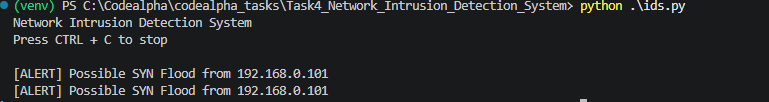 (venv) PS C:\Codealpha\codealpha_tasks\Task4_Network_Intrusion_Detection_System> python .\ids.py
Network Intrusion Detection System
Press CTRL + C to stop
[ALERT] Possible SYN Flood from 192.168.0.101
[ALERT] Possible SYN Flood from 192.168.0.101